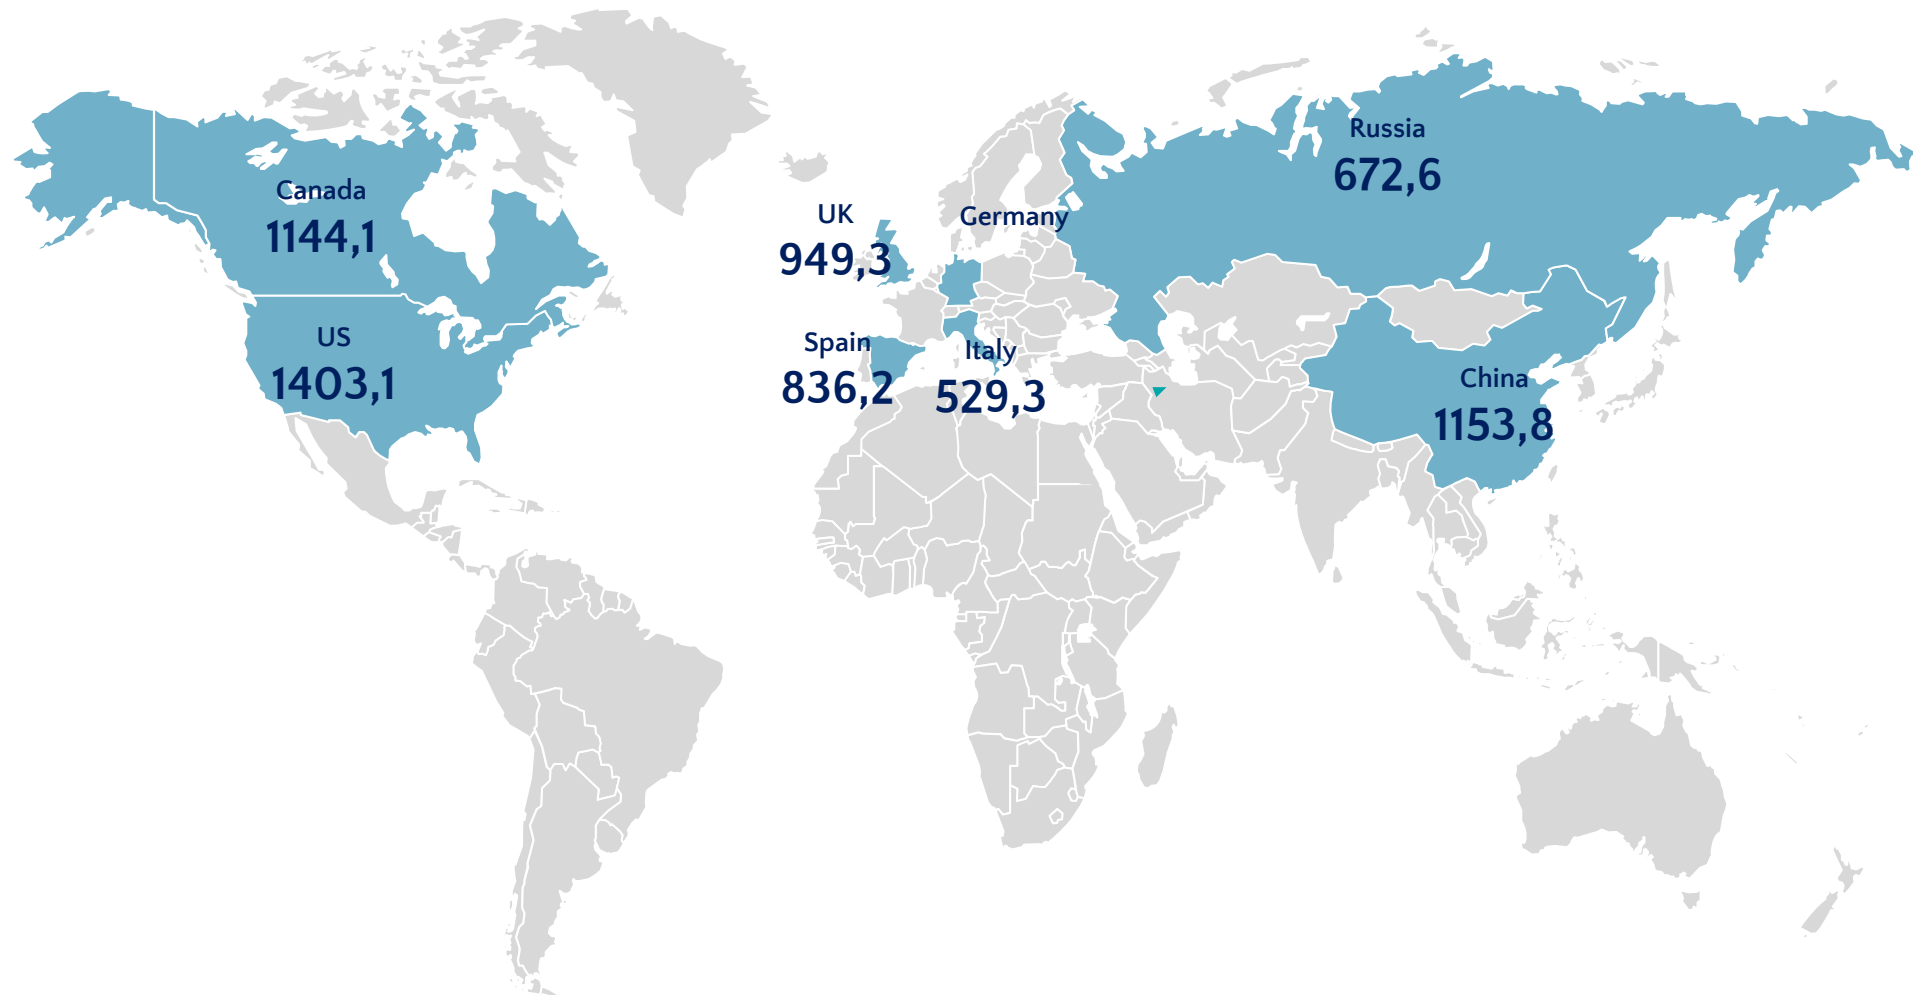 Russia
672,6
Canada
1144,1
UK
949,3
Germany
US
1403,1
Spain
836,2
Italy
529,3
China
1153,8